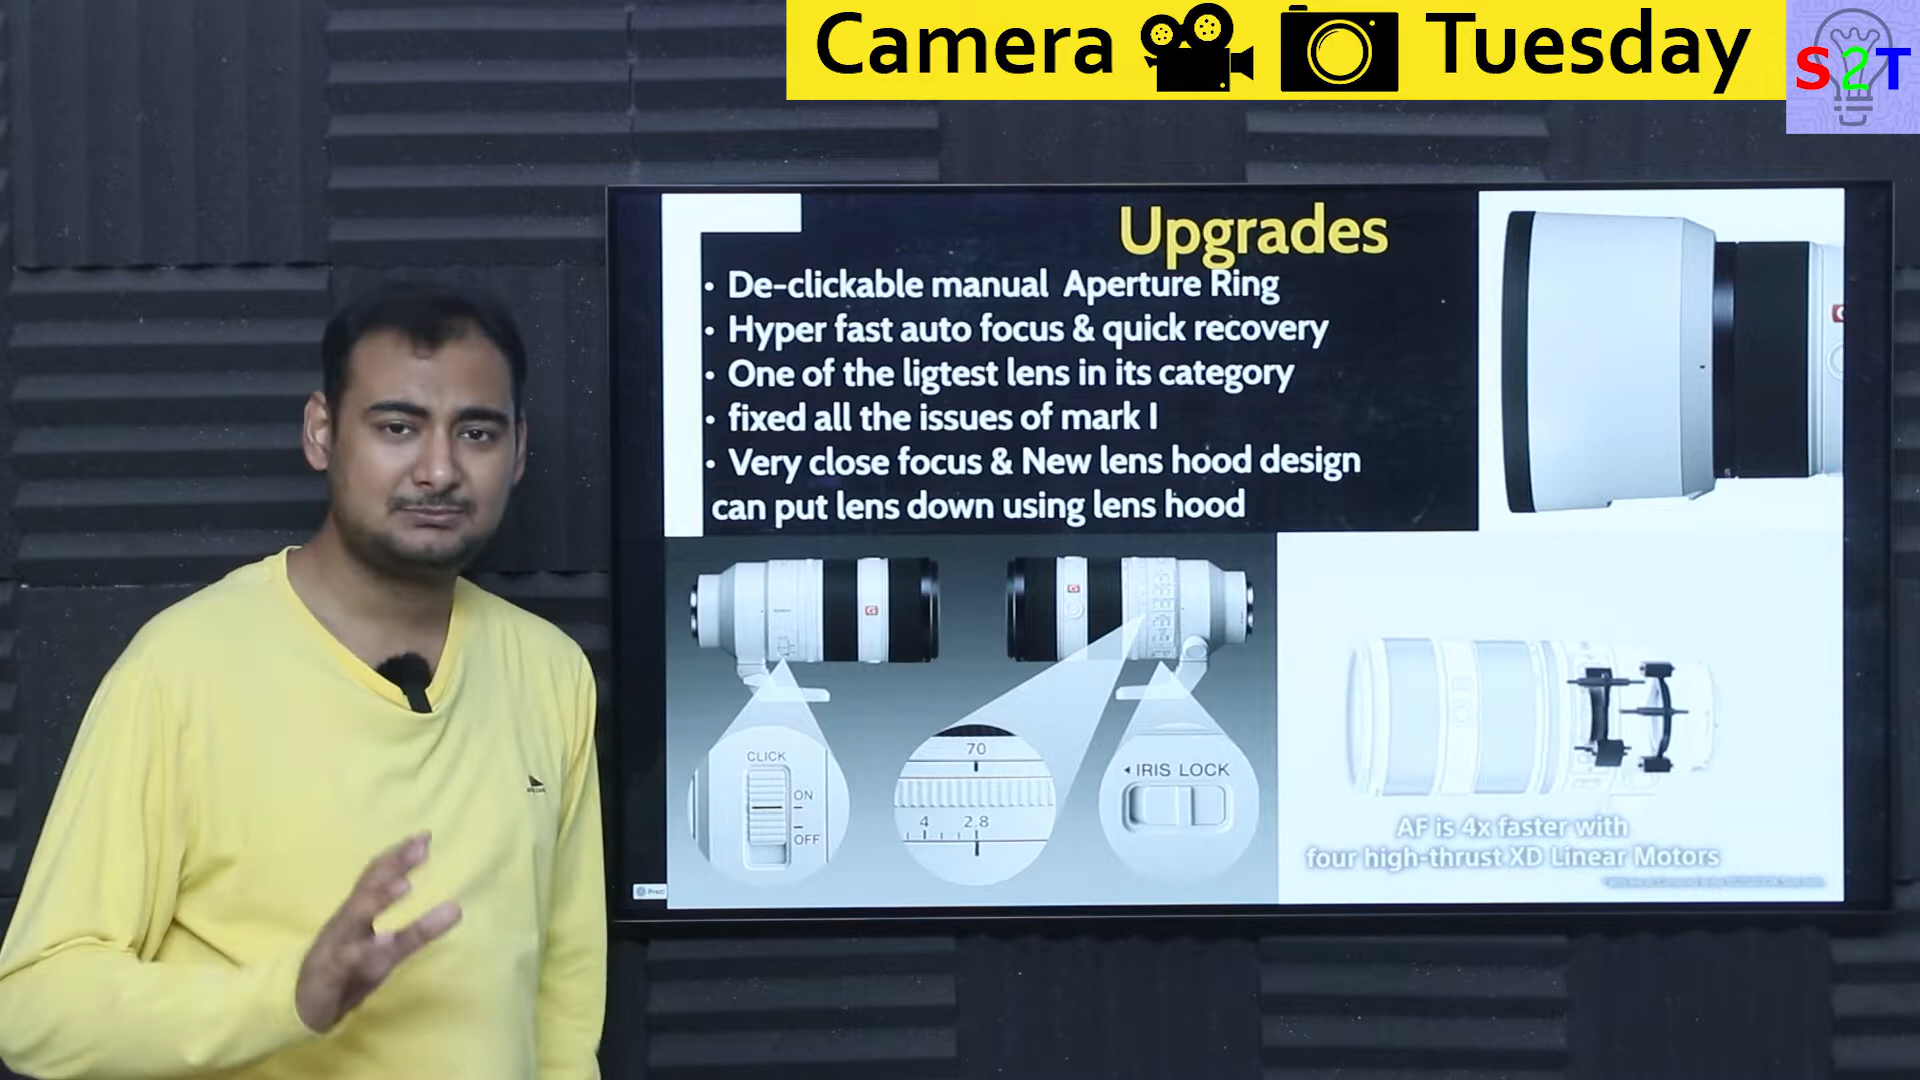 Camera Tuesday
S2T
Upgrades
• De-clickable manual Aperture Ring
• Hyper fast auto focus & quick recovery
• One of the ligtest lens in its category
• fixed all the issues of mark I
• Very close focus & New lens hood design
can put lens down using lens hood
G
G
CLICK
ON
OFF
70
4 2.8
IRIS LOCK
AF is 4x faster with
four high-thrust XD Linear Motors
Prezi